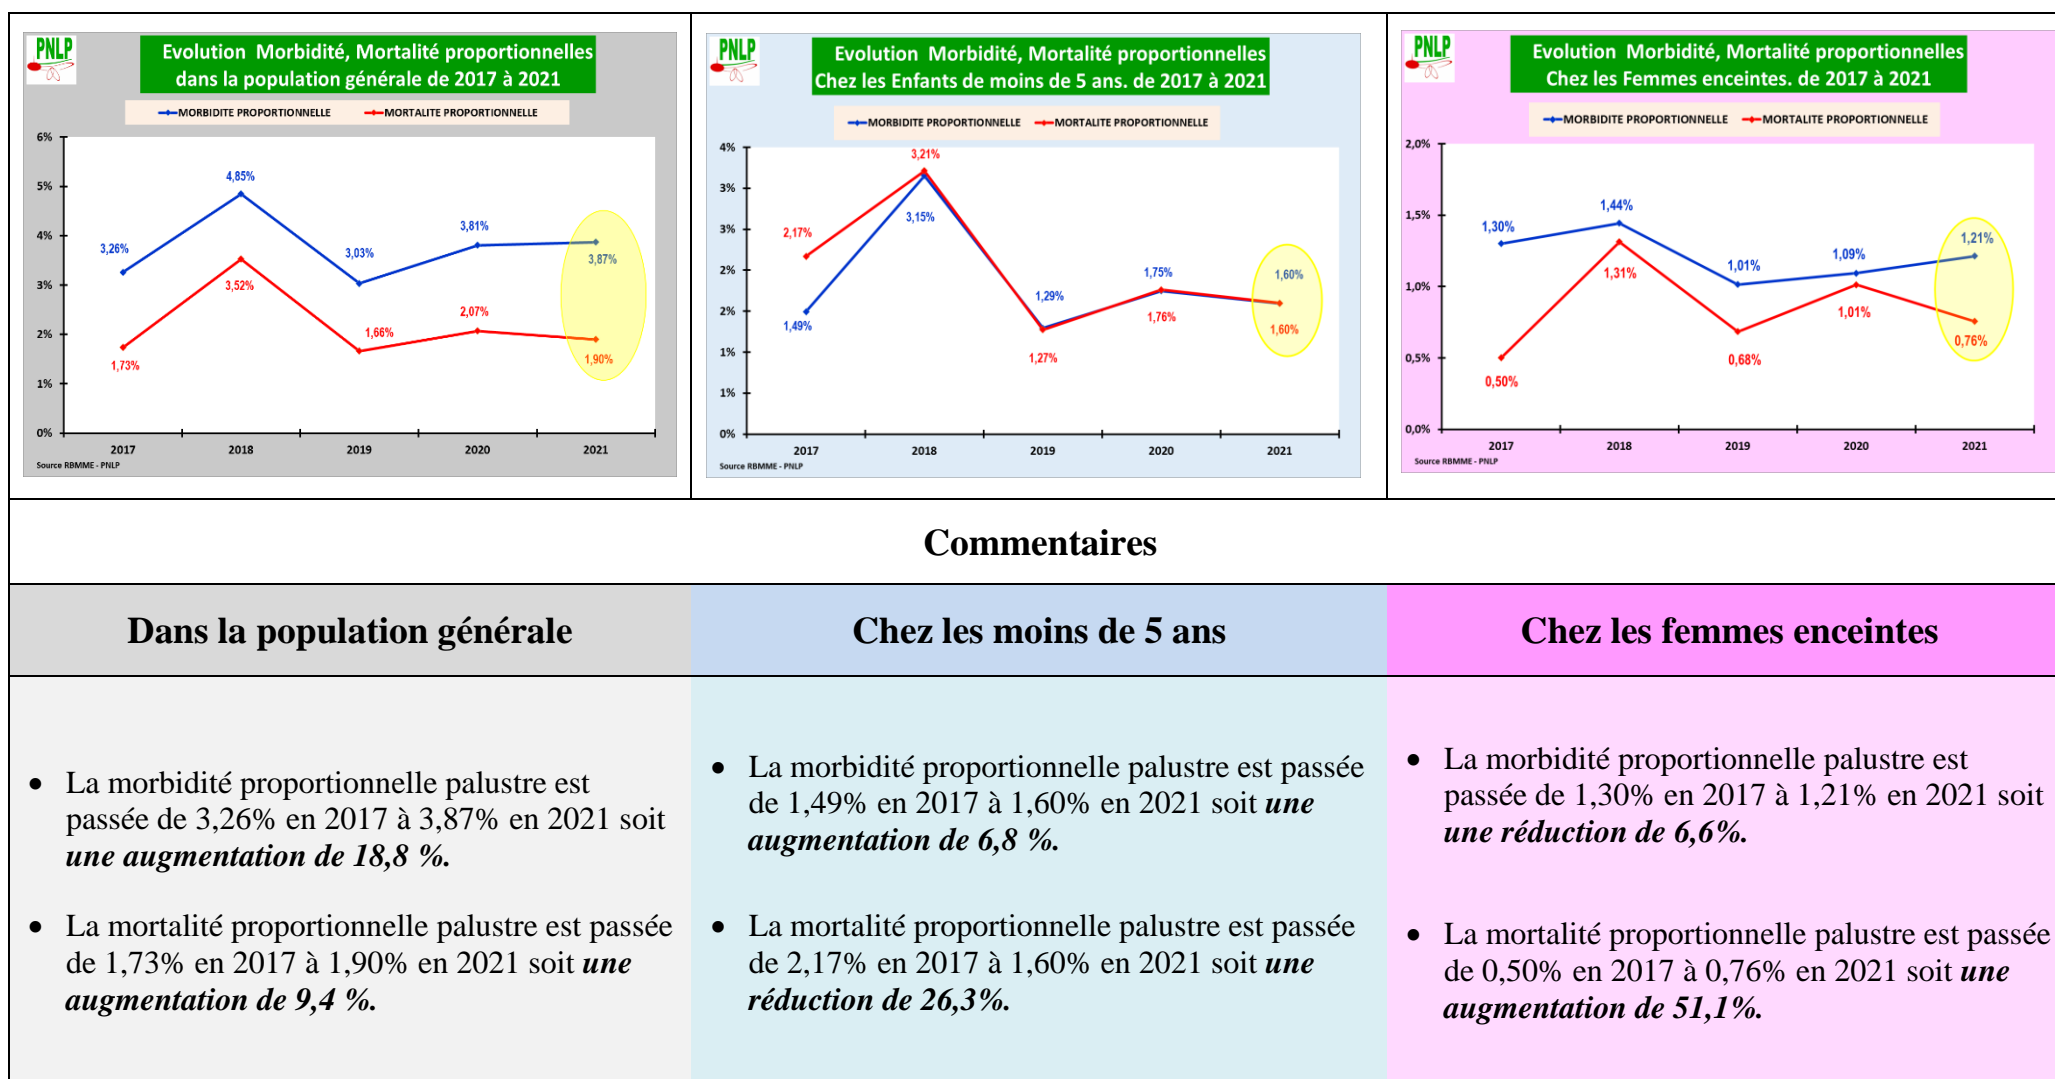 PNLP
Evolution Morbidité, Mortalité proportionnelles
dans la population générale de 2017 à 2021
MORBIDITE PROPORTIONNELLE
MORTALITE PROPORTIONNELLE
6%
5%
4%
3%
2%
1%
0%
3,26%
4,85%
3,03%
3,81%
3,87%
1,73%
3,52%
1,66%
2,07%
1,90%
2017
2018
2019
2020
2021
Source RBMME - PNLP
PNLP
Evolution Morbidité, Mortalité proportionnelles
Chez les Enfants de moins de 5 ans. de 2017 à 2021
MORBIDITE PROPORTIONNELLE
MORTALITE PROPORTIONNELLE
4%
3%
3%
2%
2%
1%
1%
0%
2,17%
3,21%
1,49%
3,15%
1,29%
1,27%
1,75%
1,76%
1,60%
1,60%
2017
2018
2019
2020
2021
Source RBMME - PNLP
PNLP
Evolution Morbidité, Mortalité proportionnelles
Chez les Femmes enceintes. de 2017 à 2021
MORBIDITE PROPORTIONNELLE
MORTALITE PROPORTIONNELLE
2,0%
1,5%
1,0%
0,5%
0,0%
1,30%
1,44%
1,01%
1,09%
1,21%
0,50%
1,31%
0,68%
1,01%
0,76%
2017
2018
2019
2020
2021
Source RBMME - PNLP
Commentaires
Dans la population générale
Chez les moins de 5 ans
Chez les femmes enceintes
• La morbidité proportionnelle palustre est
passée de 3,26% en 2017 à 3,87% en 2021 soit
une augmentation de 18,8 %.
• La mortalité proportionnelle palustre est passée
de 1,73% en 2017 à 1,90% en 2021 soit une
augmentation de 9,4 %.
• La morbidité proportionnelle palustre est passée
de 1,49% en 2017 à 1,60% en 2021 soit une
augmentation de 6,8 %.
• La mortalité proportionnelle palustre est passée
de 2,17% en 2017 à 1,60% en 2021 soit une
réduction de 26,3%.
• La morbidité proportionnelle palustre est
passée de 1,30% en 2017 à 1,21% en 2021 soit
une réduction de 6,6%.
• La mortalité proportionnelle palustre est passée
de 0,50% en 2017 à 0,76% en 2021 soit une
augmentation de 51,1%.